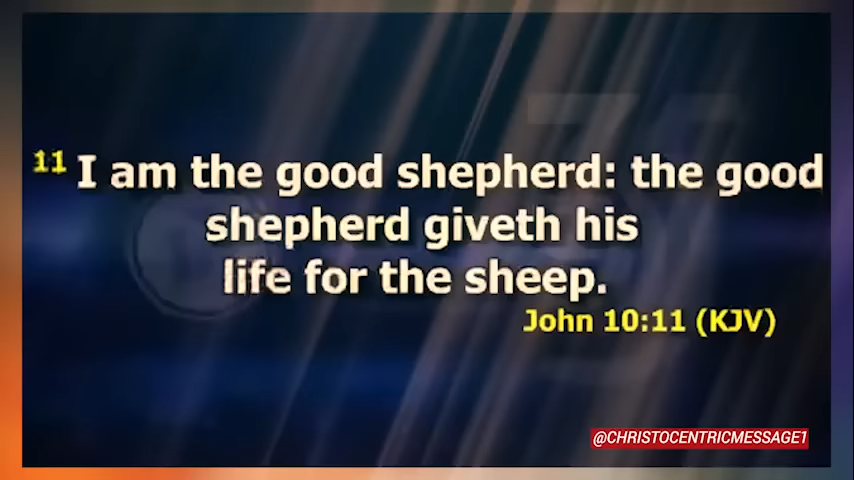 11 I am the good shepherd: the good
shepherd giveth his
life for the sheep.
John 10:11 (KJV)
@CHRISTOCENTRICMESSAGE1